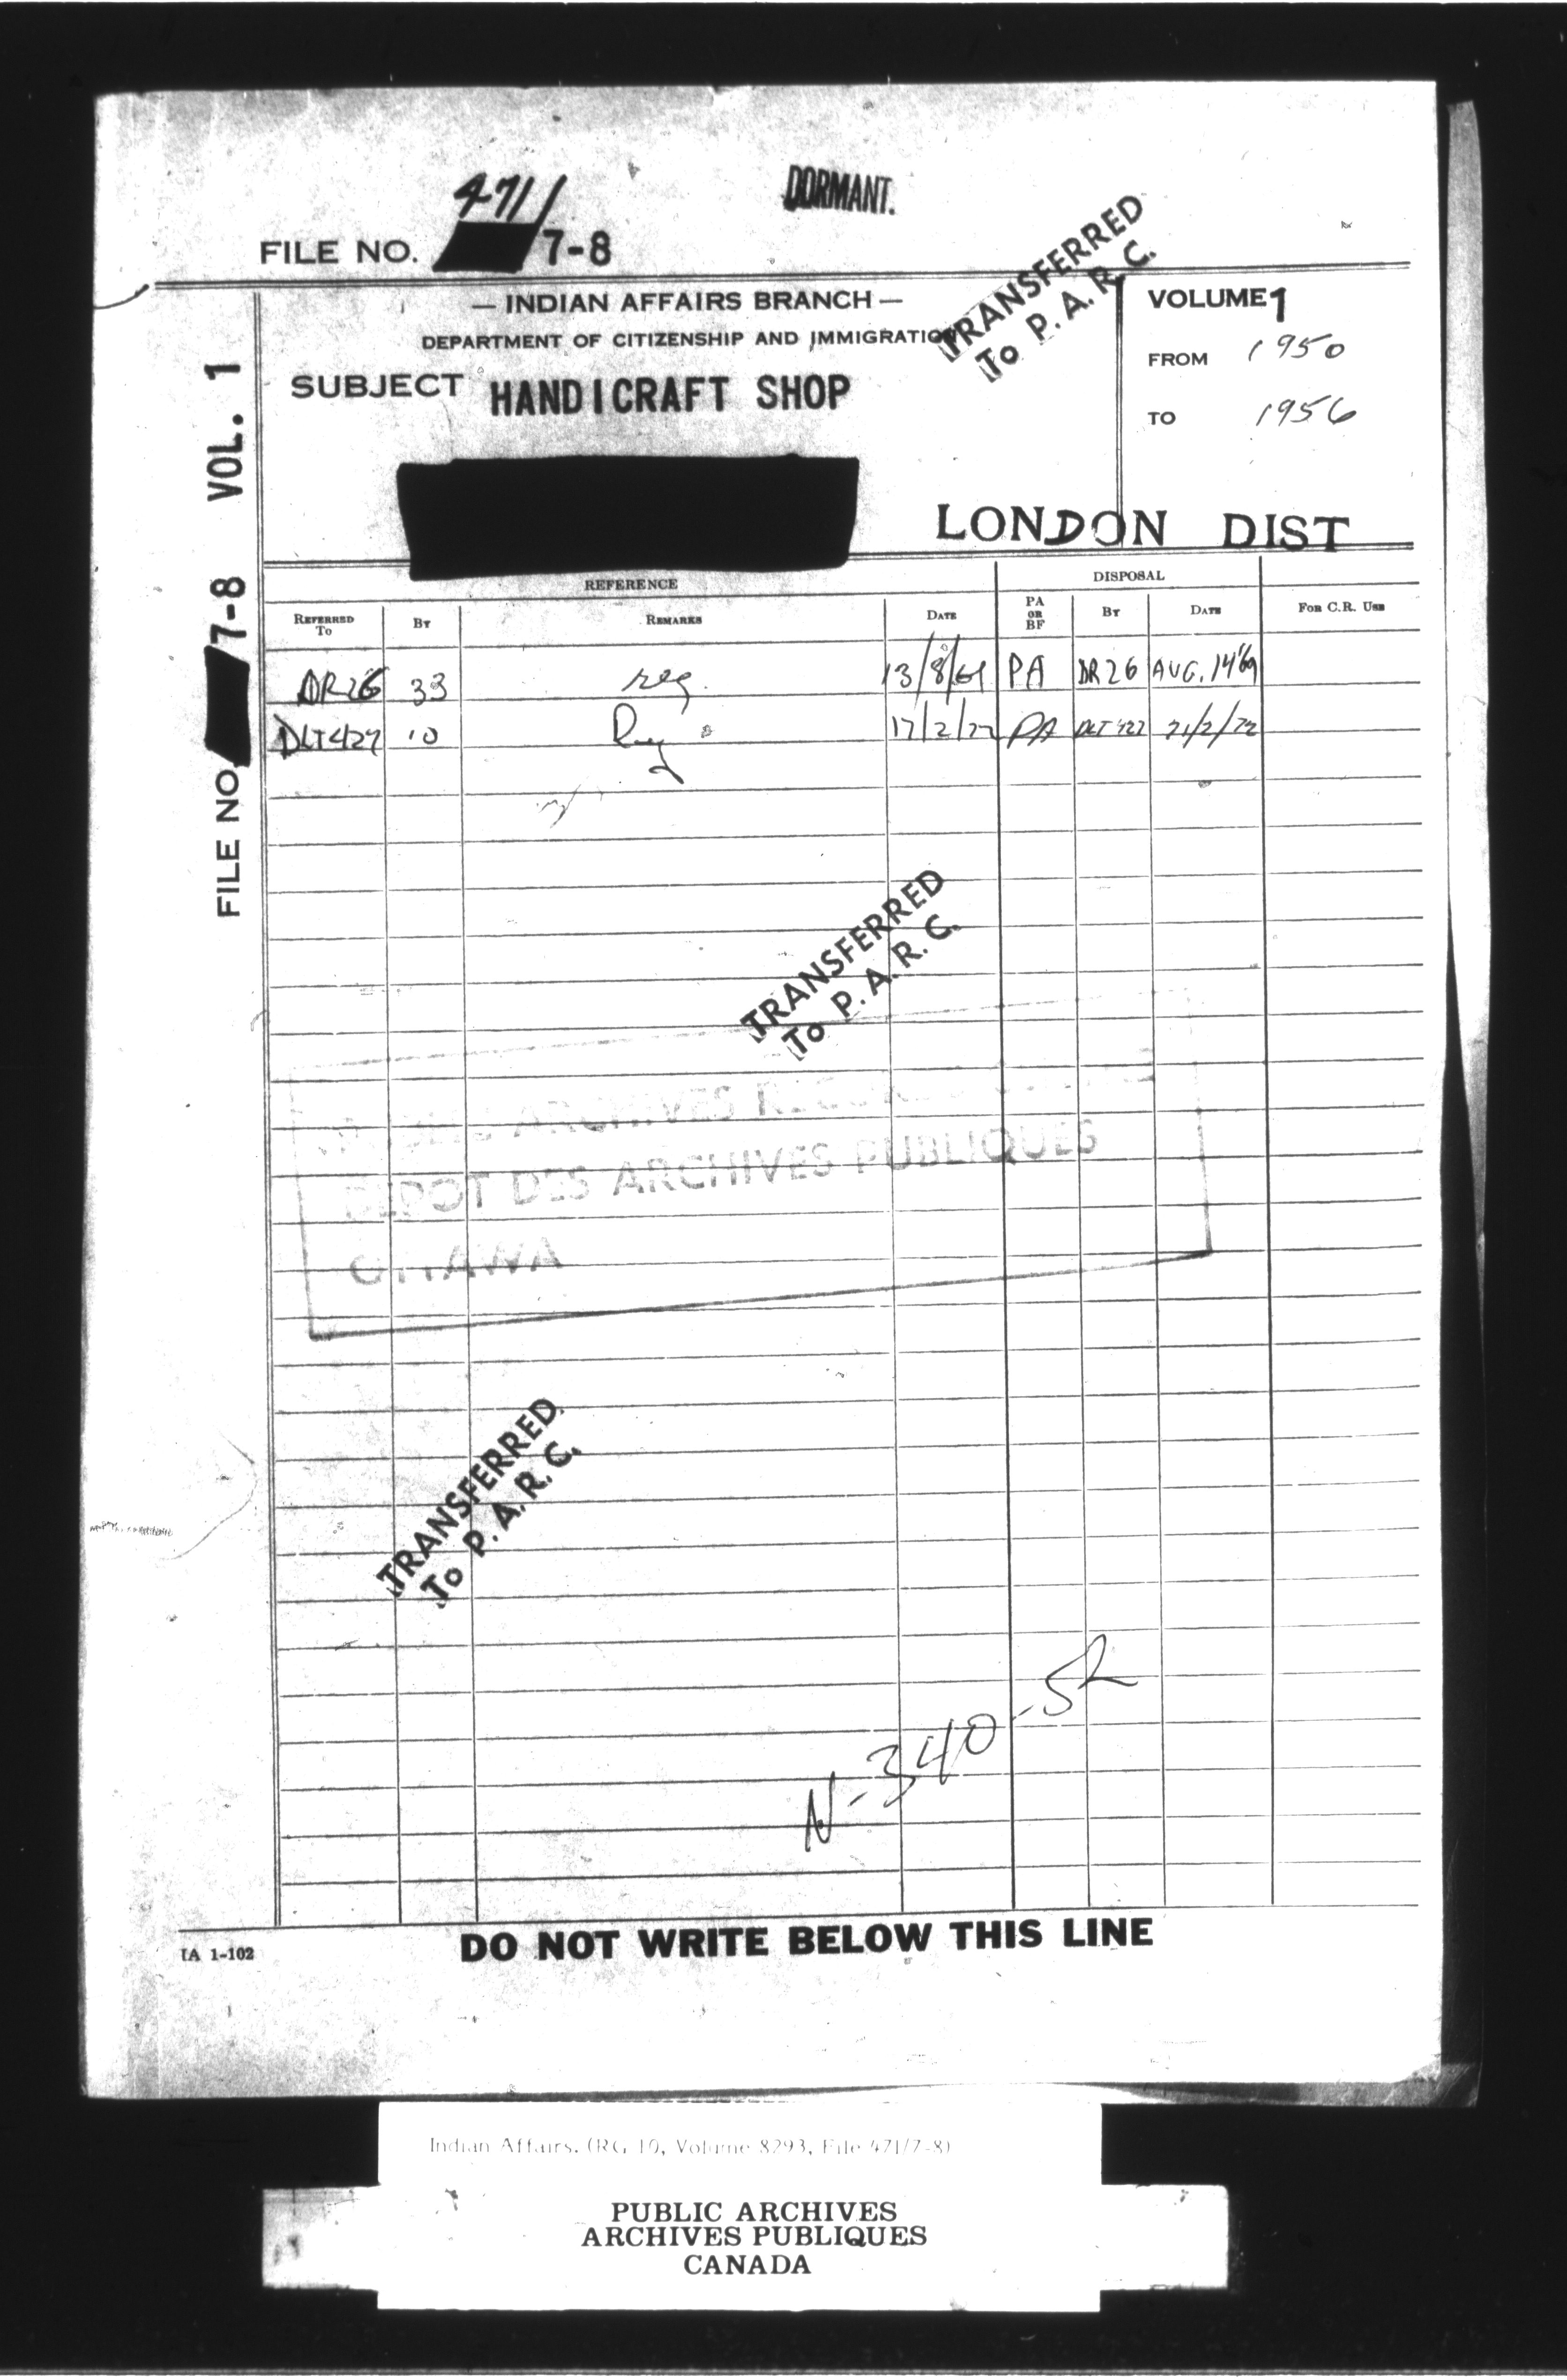 471/
DORMANT.
FILE NO. 7-8
TRANSFERRED
To P. A. R. C.
— INDIAN AFFAIRS BRANCH —
DEPARTMENT OF CITIZENSHIP AND IMMIGRATION
VOLUME 1
FROM 1950
TO 1956
SUBJECT HANDICRAFT SHOP
LONDON DIST
FILE NO. 7-8 VOL. 1
REFERENCE DISPOSAL
REFERRED TO BY REMARKS DATE PA OR BF BY DATE FOR C.R. USE
DR26 33 reg. 13/8/69 PA DR26 AUG. 14'69
DLT427 10 17/2/72 PA DLT 427 21/2/72
TRANSFERRED
To P. A. R. C.
ARCHIVES
DEPOT DES ARCHIVES PUBLIQUES
OTTAWA
TRANSFERRED
To P. A. R. C.
N-340-52
IA 1-102
DO NOT WRITE BELOW THIS LINE
Indian Affairs. (RG 10, Volume 8293, File 471/7-8)
PUBLIC ARCHIVES
ARCHIVES PUBLIQUES
CANADA